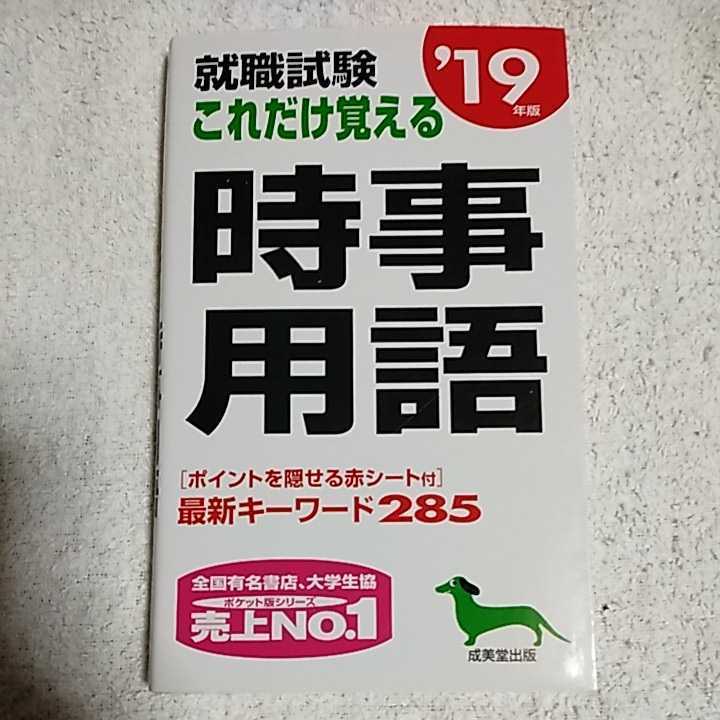 就職試験
これだけ覚える
'19
年版
時事
用語
[ポイントを隠せる赤シート付]
最新キーワード285
全国有名書店、大学生協
ポケット版シリーズ
売上NO.1
成美堂出版